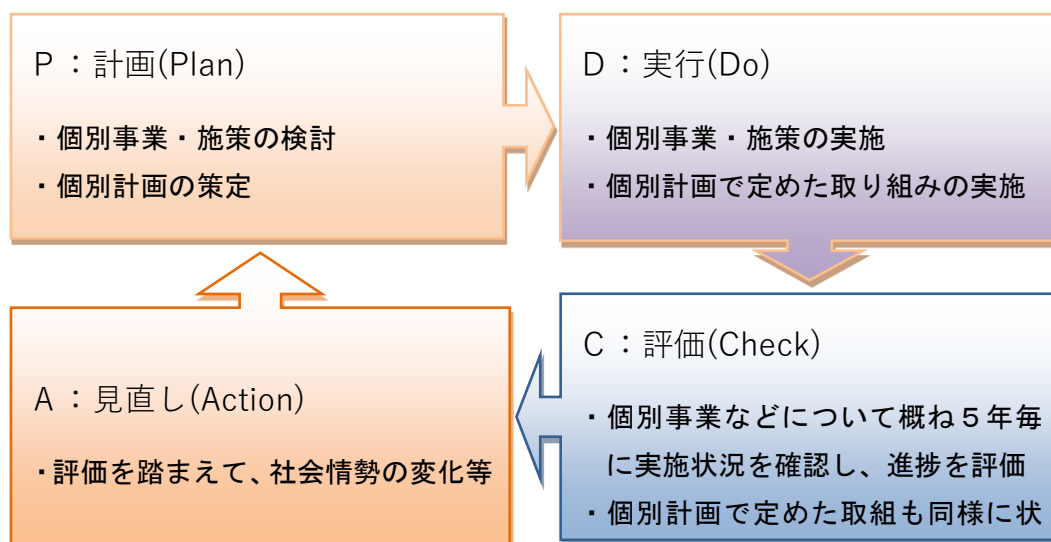 P：計画(Plan)
・個別事業・施策の検討
・個別計画の策定
D：実行(Do)
・個別事業・施策の実施
・個別計画で定めた取り組みの実施
C：評価(Check)
・個別事業などについて概ね５年毎
に実施状況を確認し、進捗を評価
・個別計画で定めた取組も同様に状
A：見直し(Action)
・評価を踏まえて、社会情勢の変化等